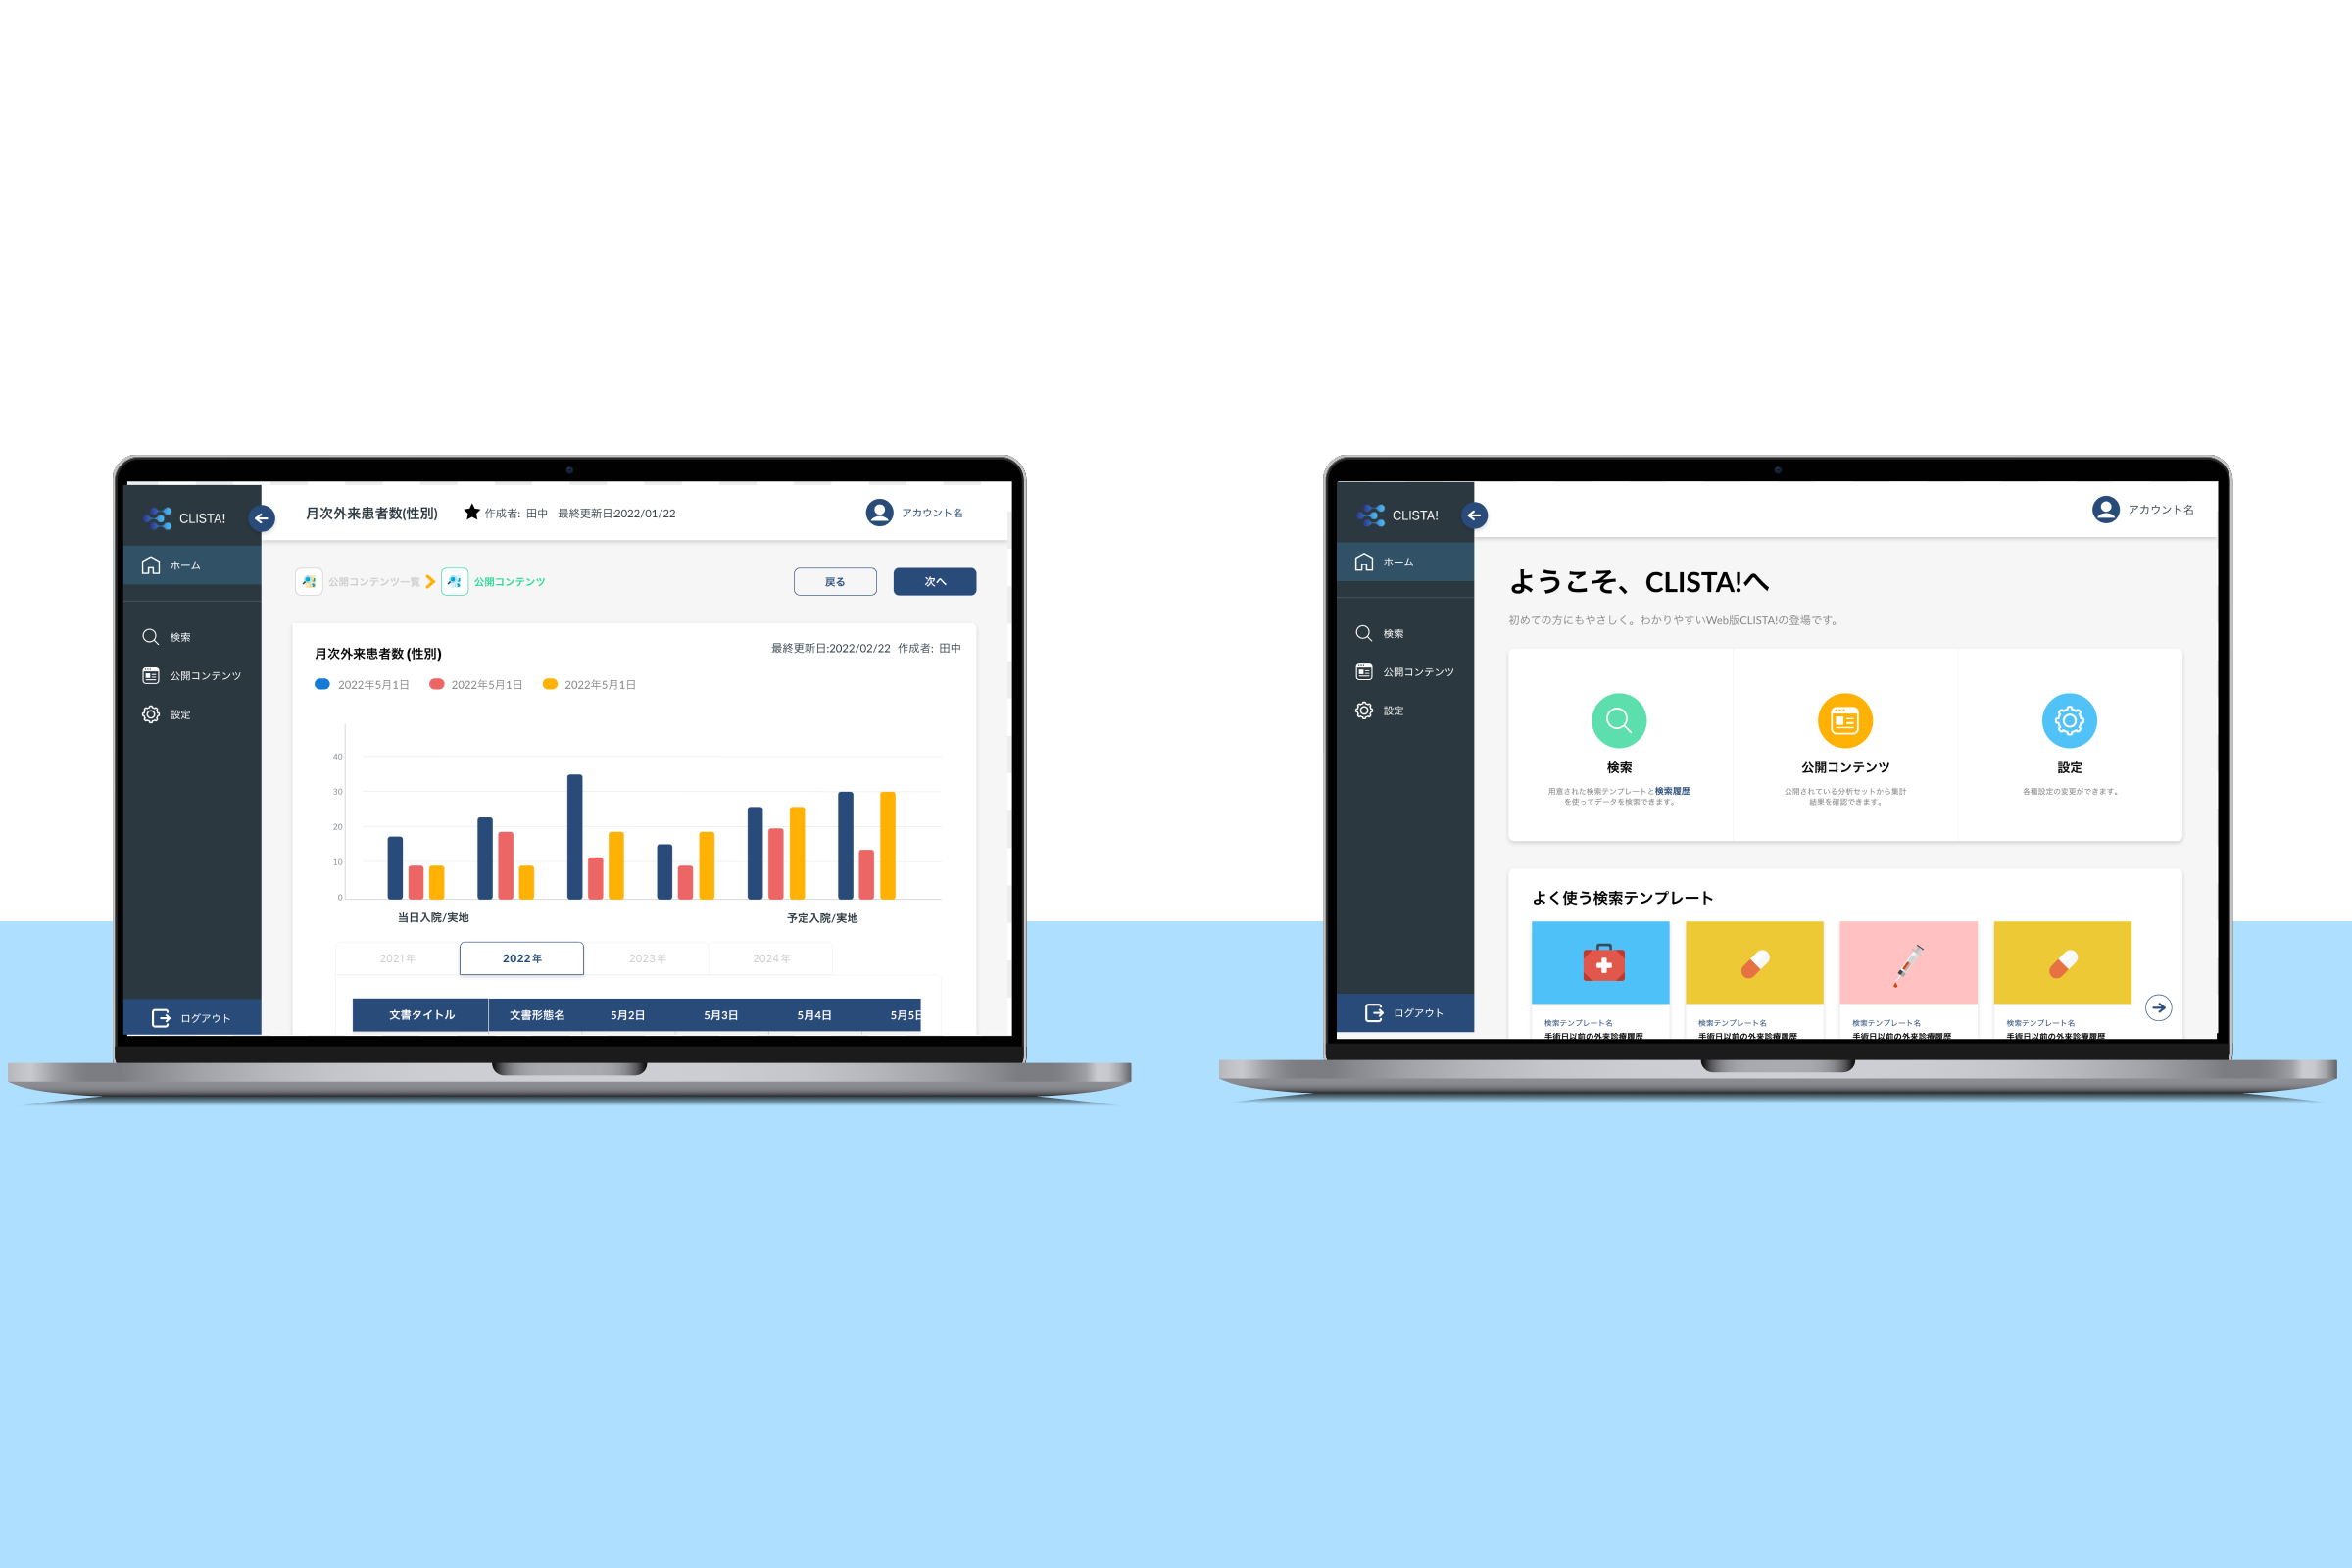 CLISTA!
ホーム
検索
公開コンテンツ
設定
ログアウト
月次外来患者数(性別)
★ 作成者: 田中 最終更新日:2022/01/22
アカウント名
公開コンテンツ一覧
公開コンテンツ
戻る
次へ
月次外来患者数 (性別)
最終更新日:2022/02/22 作成者: 田中
2022年5月1日 2022年5月1日 2022年5月1日
40
30
20
10
0
当日入院/実地 予定入院/実地
2021年 2022年 2023年 2024年
文書タイトル 文書形態名 5月2日 5月3日 5月4日 5月5日
CLISTA!
ホーム
検索
公開コンテンツ
設定
ログアウト
アカウント名
ようこそ、CLISTA!へ
初めての方にもやさしく。わかりやすいWeb版CLISTA!の登場です。
検索
用意された検索テンプレートと検索履歴
を使ってデータを検索できます。
公開コンテンツ
公開されている分析セットから集計
結果を確認できます。
設定
各種設定の変更ができます。
よく使う検索テンプレート
検索テンプレート名 検索テンプレート名 検索テンプレート名 検索テンプレート名
手術日以前の外来診療履歴 手術日以前の外来診療履歴 手術日以前の外来診療履歴 手術日以前の外来診療履歴